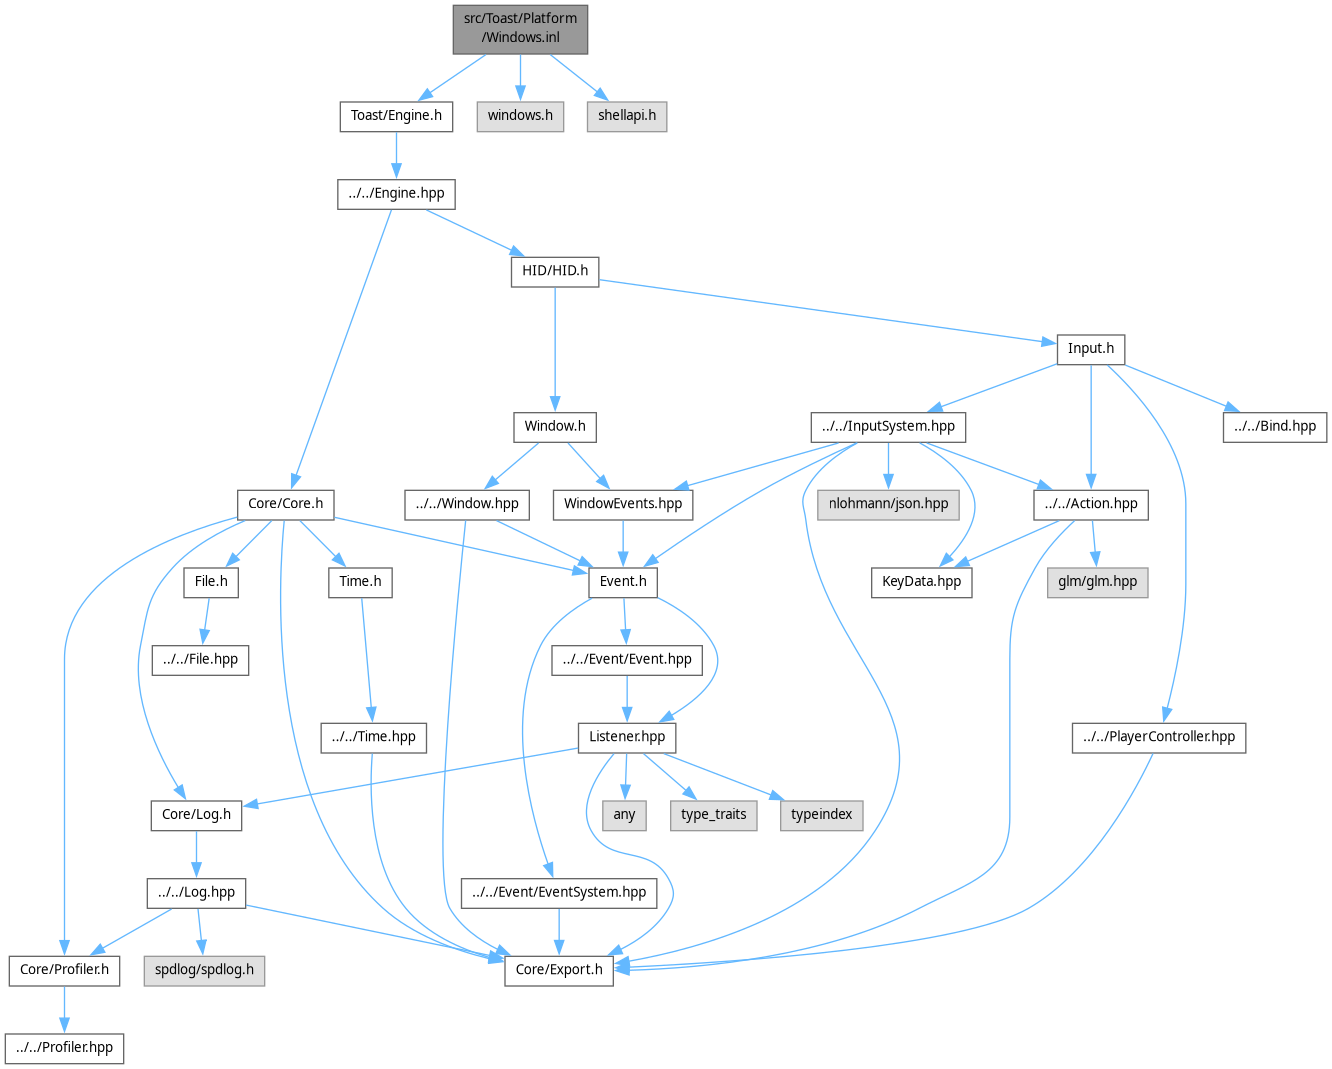 src/Toast/Platform
/Windows.inl
Toast/Engine.h
windows.h
shellapi.h
../../Engine.hpp
HID/HID.h
Input.h
Window.h
../../InputSystem.hpp
../../Bind.hpp
Core/Core.h
../../Window.hpp
WindowEvents.hpp
nlohmann/json.hpp
../../Action.hpp
File.h
Time.h
Event.h
KeyData.hpp
glm/glm.hpp
../../File.hpp
../../Event/Event.hpp
../../Time.hpp
Listener.hpp
../../PlayerController.hpp
Core/Log.h
any
type_traits
typeindex
../../Log.hpp
../../Event/EventSystem.hpp
Core/Profiler.h
spdlog/spdlog.h
Core/Export.h
../../Profiler.hpp